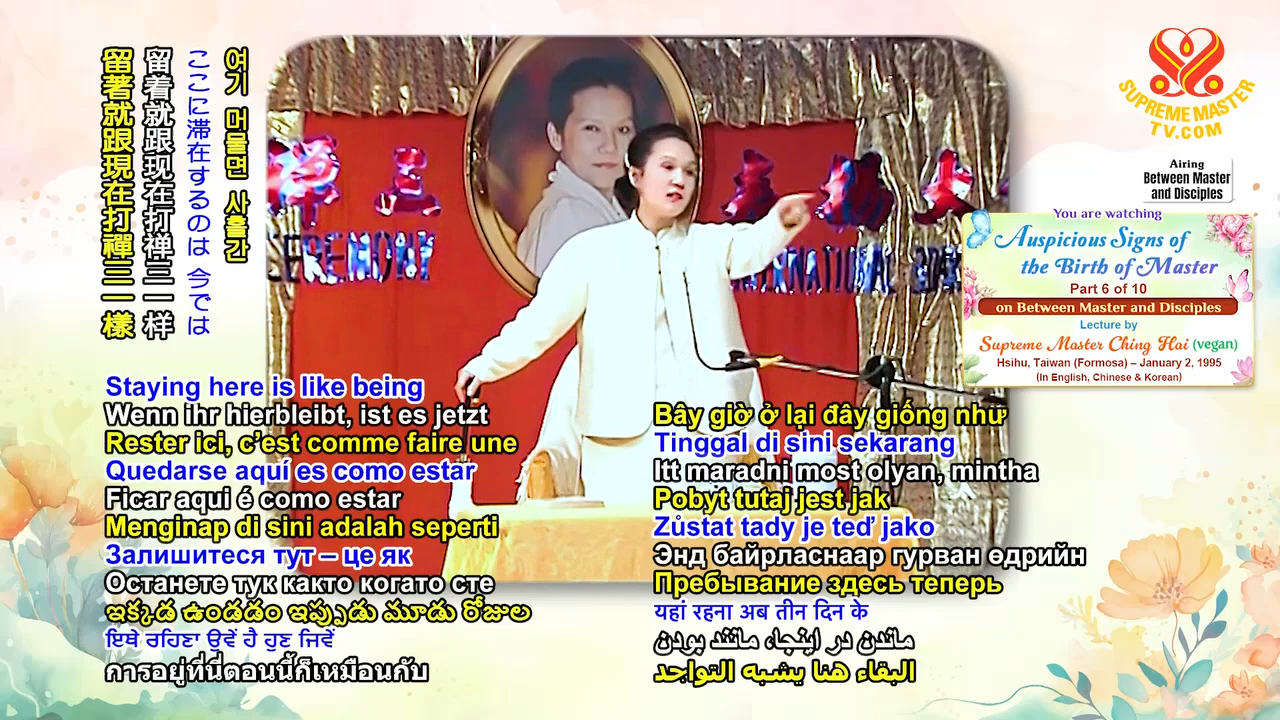 여기 머물면 사흘간
ここに滞在するのは 今では
留着就跟现在打禅三一样
留著就跟現在打禪三一樣
SUPREME MASTER
TV.COM
Airing
Between Master
and Disciples
You are watching
Auspicious Signs of
the Birth of Master
Part 6 of 10
on Between Master and Disciples
Lecture by
Supreme Master Ching Hai (vegan)
Hsihu, Taiwan (Formosa) – January 2, 1995
(In English, Chinese & Korean)
CEREMONY
Staying here is like being
Wenn ihr hierbleibt, ist es jetzt
Rester ici, c’est comme faire une
Quedarse aquí es como estar
Ficar aqui é como estar
Menginap di sini adalah seperti
Залишитеся тут – це як
Останете тук както когато сте
ఇక్కడ ఉండడం ఇప్పుడు మూడు రోజుల
ਇਥੇ ਰਹਿਣਾ ਉਵੇਂ ਹੈ ਹੁਣ ਜਿਵੇਂ
การอยู่ที่นี่ตอนนี้ก็เหมือนกับ
Bây giờ ở lại đây giống như
Tinggal di sini sekarang
Itt maradni most olyan, mintha
Pobyt tutaj jest jak
Zůstat tady je teď jako
Энд байрласнаар гурван өдрийн
Пребывание здесь теперь
यहां रहना अब तीन दिन के
ماندن در اینجا، مانند بودن
البقاء هنا يشبه التواجد